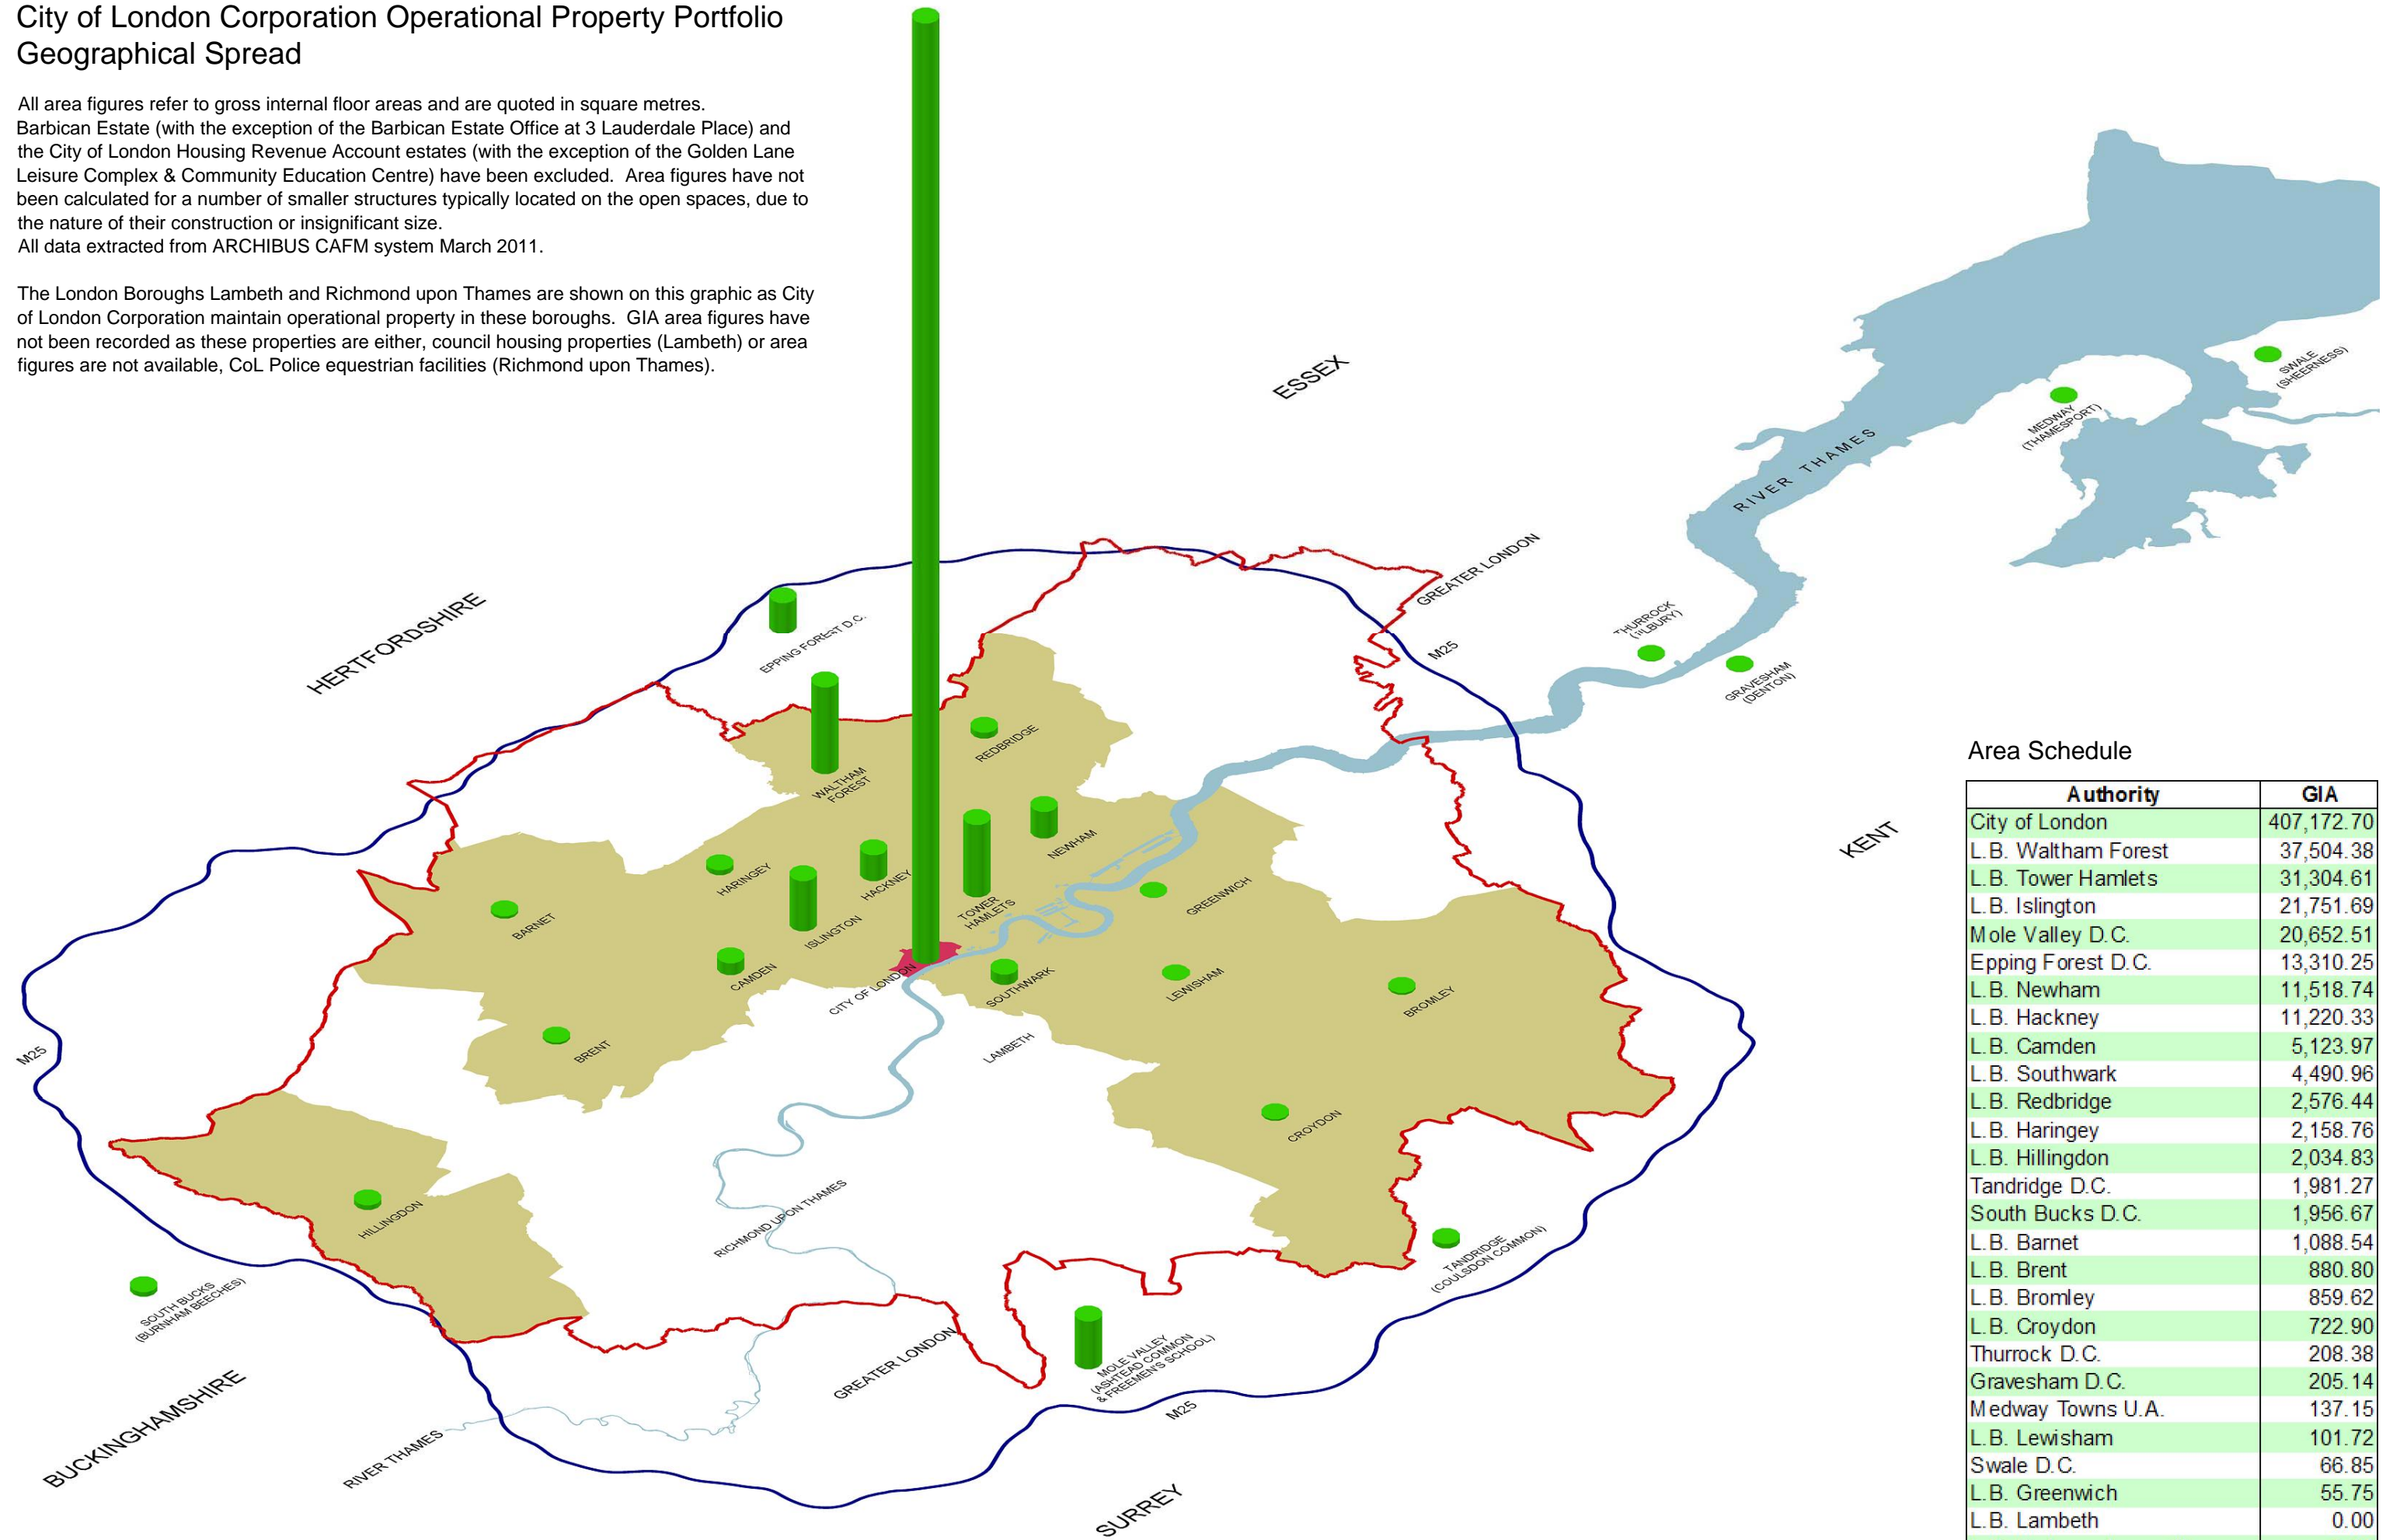 City of London Corporation Operational Property Portfolio
Geographical Spread
All area figures refer to gross internal floor areas and are quoted in square metres.
Barbican Estate (with the exception of the Barbican Estate Office at 3 Lauderdale Place) and
the City of London Housing Revenue Account estates (with the exception of the Golden Lane
Leisure Complex & Community Education Centre) have been excluded.  Area figures have not
been calculated for a number of smaller structures typically located on the open spaces, due to
the nature of their construction or insignificant size.
All data extracted from ARCHIBUS CAFM system March 2011.
The London Boroughs Lambeth and Richmond upon Thames are shown on this graphic as City
of London Corporation maintain operational property in these boroughs.  GIA area figures have
not been recorded as these properties are either, council housing properties (Lambeth) or area
figures are not available, CoL Police equestrian facilities (Richmond upon Thames).
ESSEX
SWALE
(SHEERNESS)
MEDWAY
(THAMESPORT)
RIVER THAMES
GREATER LONDON
HERTFORDSHIRE
EPPING FOREST D.C.
M25
THURROCK
(TILBURY)
GRAVESHAM
(DENTON)
REDBRIDGE
WALTHAM
FOREST
NEWHAM
KENT
HARINGEY
HACKNEY
ISLINGTON
TOWER
HAMLETS
GREENWICH
BARNET
CAMDEN
CITY OF LONDON
SOUTHWARK
LEWISHAM
BROMLEY
BRENT
LAMBETH
M25
CROYDON
HILLINGDON
RICHMOND UPON THAMES
TANDRIDGE
(COULSDON COMMON)
SOUTH BUCKS
(BURNHAM BEECHES)
MOLE VALLEY
(ASHTEAD COMMON
& FREEMEN'S SCHOOL)
GREATER LONDON
M25
BUCKINGHAMSHIRE
RIVER THAMES
SURREY
Area Schedule
Authority GIA
City of London 407,172.70
L.B. Waltham Forest 37,504.38
L.B. Tower Hamlets 31,304.61
L.B. Islington 21,751.69
Mole Valley D.C. 20,652.51
Epping Forest D.C. 13,310.25
L.B. Newham 11,518.74
L.B. Hackney 11,220.33
L.B. Camden 5,123.97
L.B. Southwark 4,490.96
L.B. Redbridge 2,576.44
L.B. Haringey 2,158.76
L.B. Hillingdon 2,034.83
Tandridge D.C. 1,981.27
South Bucks D.C. 1,956.67
L.B. Barnet 1,088.54
L.B. Brent 880.80
L.B. Bromley 859.62
L.B. Croydon 722.90
Thurrock D.C. 208.38
Gravesham D.C. 205.14
Medway Towns U.A. 137.15
L.B. Lewisham 101.72
Swale D.C. 66.85
L.B. Greenwich 55.75
L.B. Lambeth 0.00